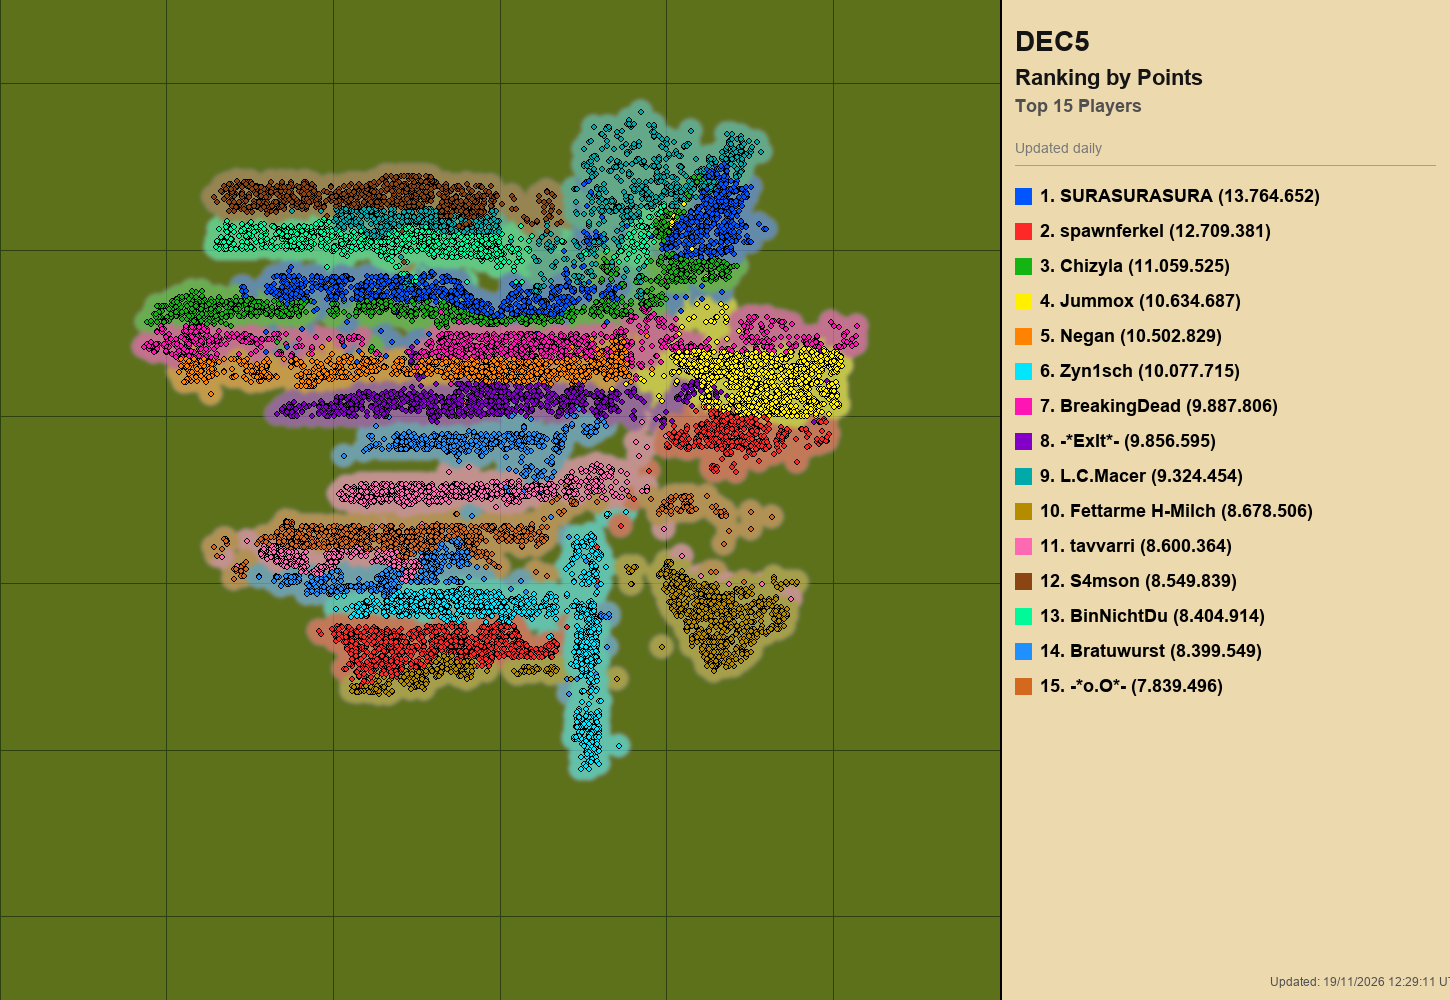 DEC5
Ranking by Points
Top 15 Players
Updated daily
1. SURASURASURA (13.764.652)
2. spawnferkel (12.709.381)
3. Chizyla (11.059.525)
4. Jummox (10.634.687)
5. Negan (10.502.829)
6. Zyn1sch (10.077.715)
7. BreakingDead (9.887.806)
8. -*ExIt*- (9.856.595)
9. L.C.Macer (9.324.454)
10. Fettarme H-Milch (8.678.506)
11. tavvarri (8.600.364)
12. S4mson (8.549.839)
13. BinNichtDu (8.404.914)
14. Bratuwurst (8.399.549)
15. -*o.O*- (7.839.496)
Updated: 19/11/2026 12:29:11 U